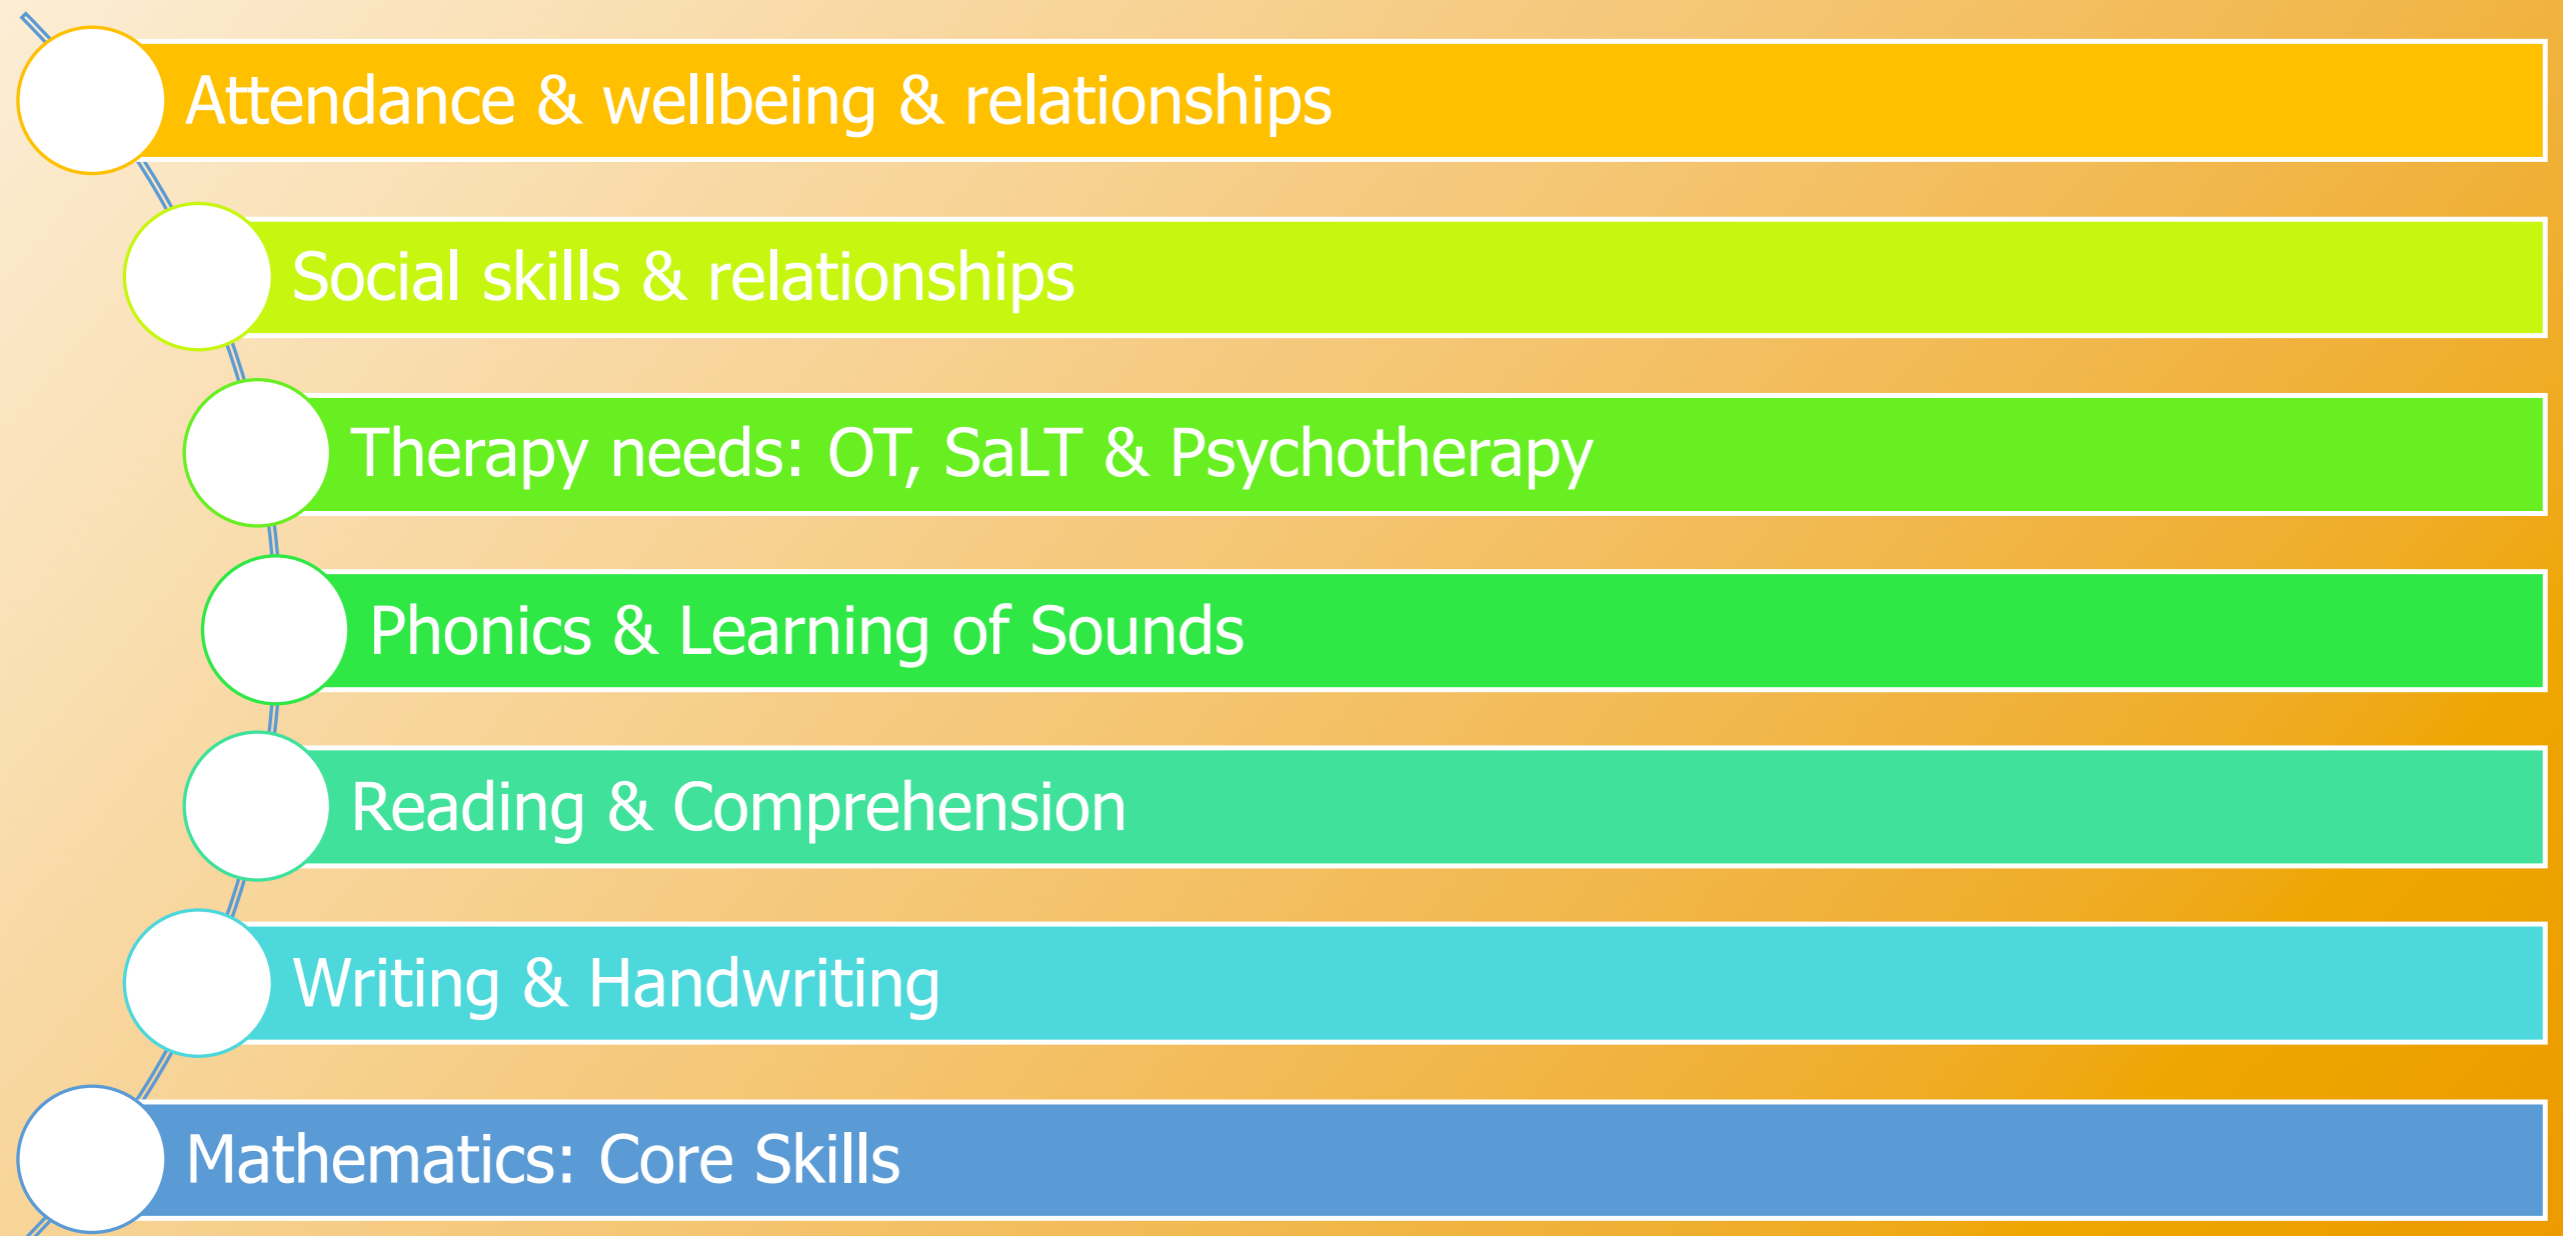 Attendance & wellbeing & relationships
Social skills & relationships
Therapy needs: OT, SaLT & Psychotherapy
Phonics & Learning of Sounds
Reading & Comprehension
Writing & Handwriting
Mathematics: Core Skills